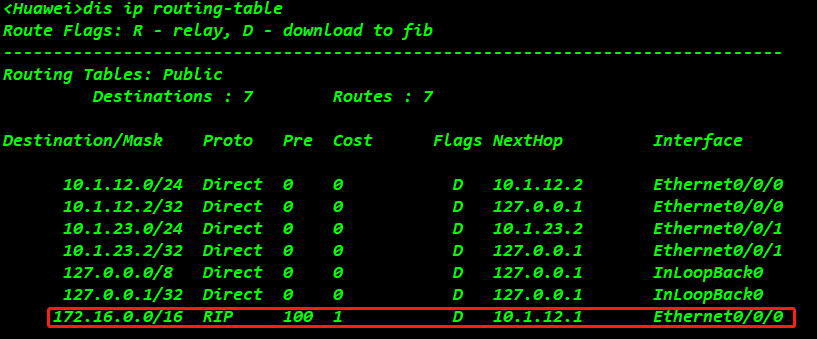 <Huawei>dis ip routing-table
Route Flags: R - relay, D - download to fib
------------------------------------------------------------------------------
Routing Tables: Public
         Destinations : 7        Routes : 7

Destination/Mask    Proto   Pre  Cost      Flags NextHop         Interface

      10.1.12.0/24  Direct  0    0           D   10.1.12.2       Ethernet0/0/0
      10.1.12.2/32  Direct  0    0           D   127.0.0.1       Ethernet0/0/0
      10.1.23.0/24  Direct  0    0           D   10.1.23.2       Ethernet0/0/1
      10.1.23.2/32  Direct  0    0           D   127.0.0.1       Ethernet0/0/1
      127.0.0.0/8   Direct  0    0           D   127.0.0.1       InLoopBack0
      127.0.0.1/32  Direct  0    0           D   127.0.0.1       InLoopBack0
     172.16.0.0/16  RIP     100  1           D   10.1.12.1       Ethernet0/0/0